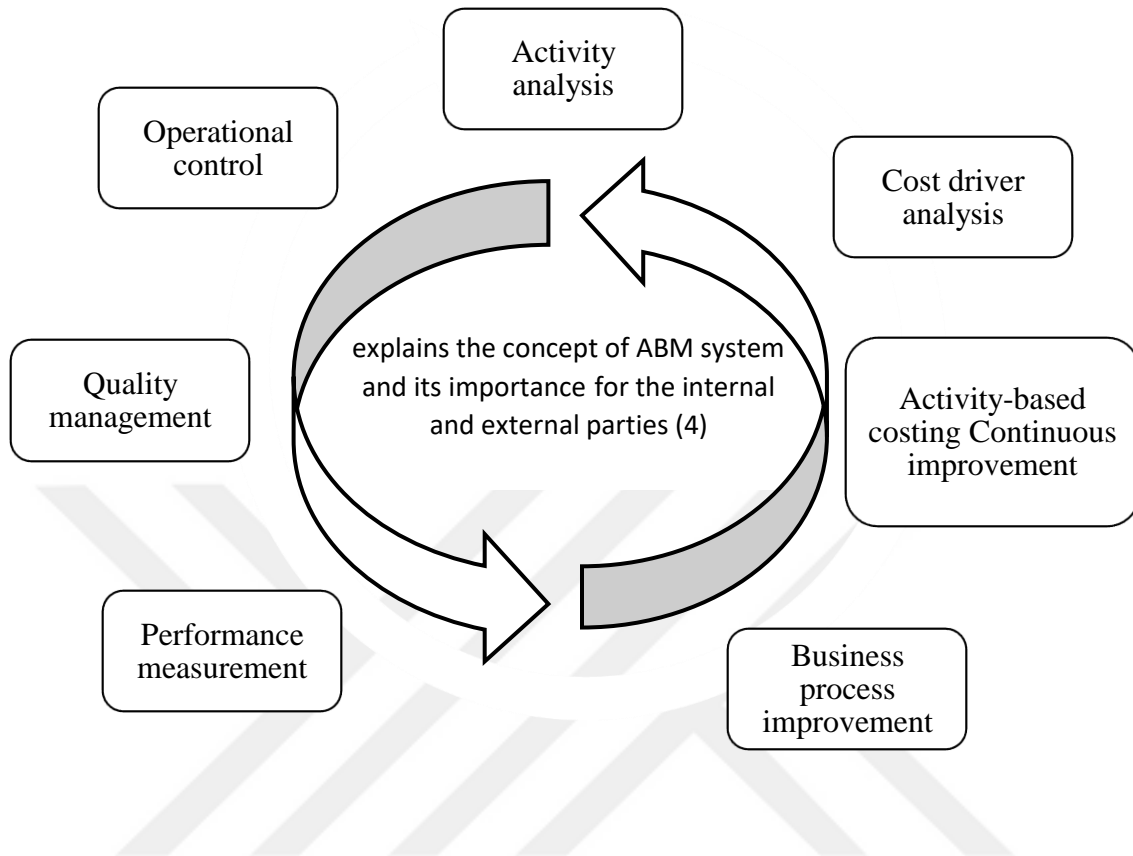 Activity
analysis
Operational
control
Cost driver
analysis
explains the concept of ABM system
and its importance for the internal
and external parties (4)
Quality
management
Activity-based
costing Continuous
improvement
Performance
measurement
Business
process
improvement